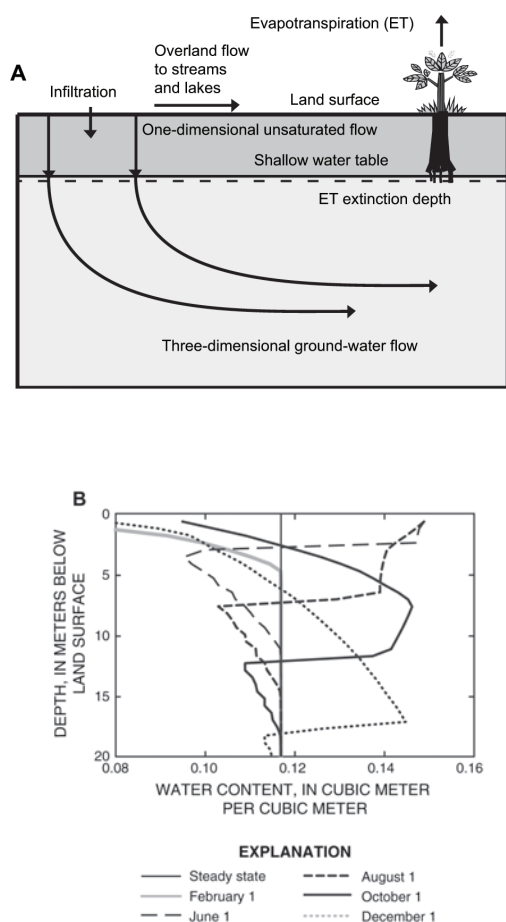 Evapotranspiration (ET)
A
Overland flow
to streams
and lakes
Infiltration
Land surface
One-dimensional unsaturated flow
Shallow water table
ET extinction depth
Three-dimensional ground-water flow
B
0
5
10
15
20
DEPTH, IN METERS BELOW
LAND SURFACE
0.08 0.10 0.12 0.14 0.16
WATER CONTENT, IN CUBIC METER
PER CUBIC METER
EXPLANATION
Steady state
February 1
June 1
August 1
October 1
December 1